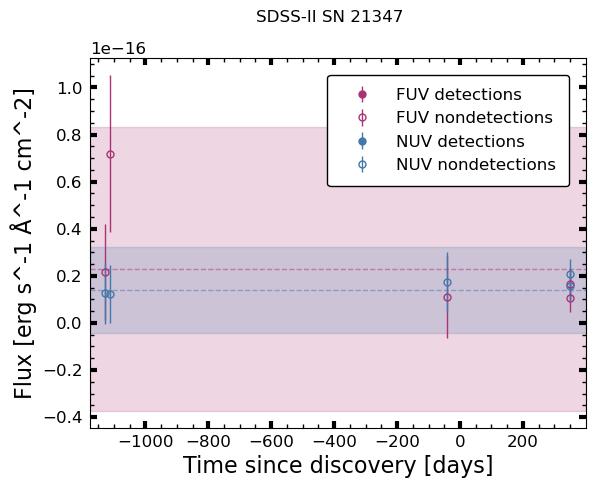 SDSS-II SN 21347
1e−16
FUV detections
FUV nondetections
NUV detections
NUV nondetections
1.0
0.8
0.6
0.4
0.2
0.0
−0.2
−0.4
Flux [erg s^-1 Å^-1 cm^-2]
−1000 −800 −600 −400 −200 0 200
Time since discovery [days]